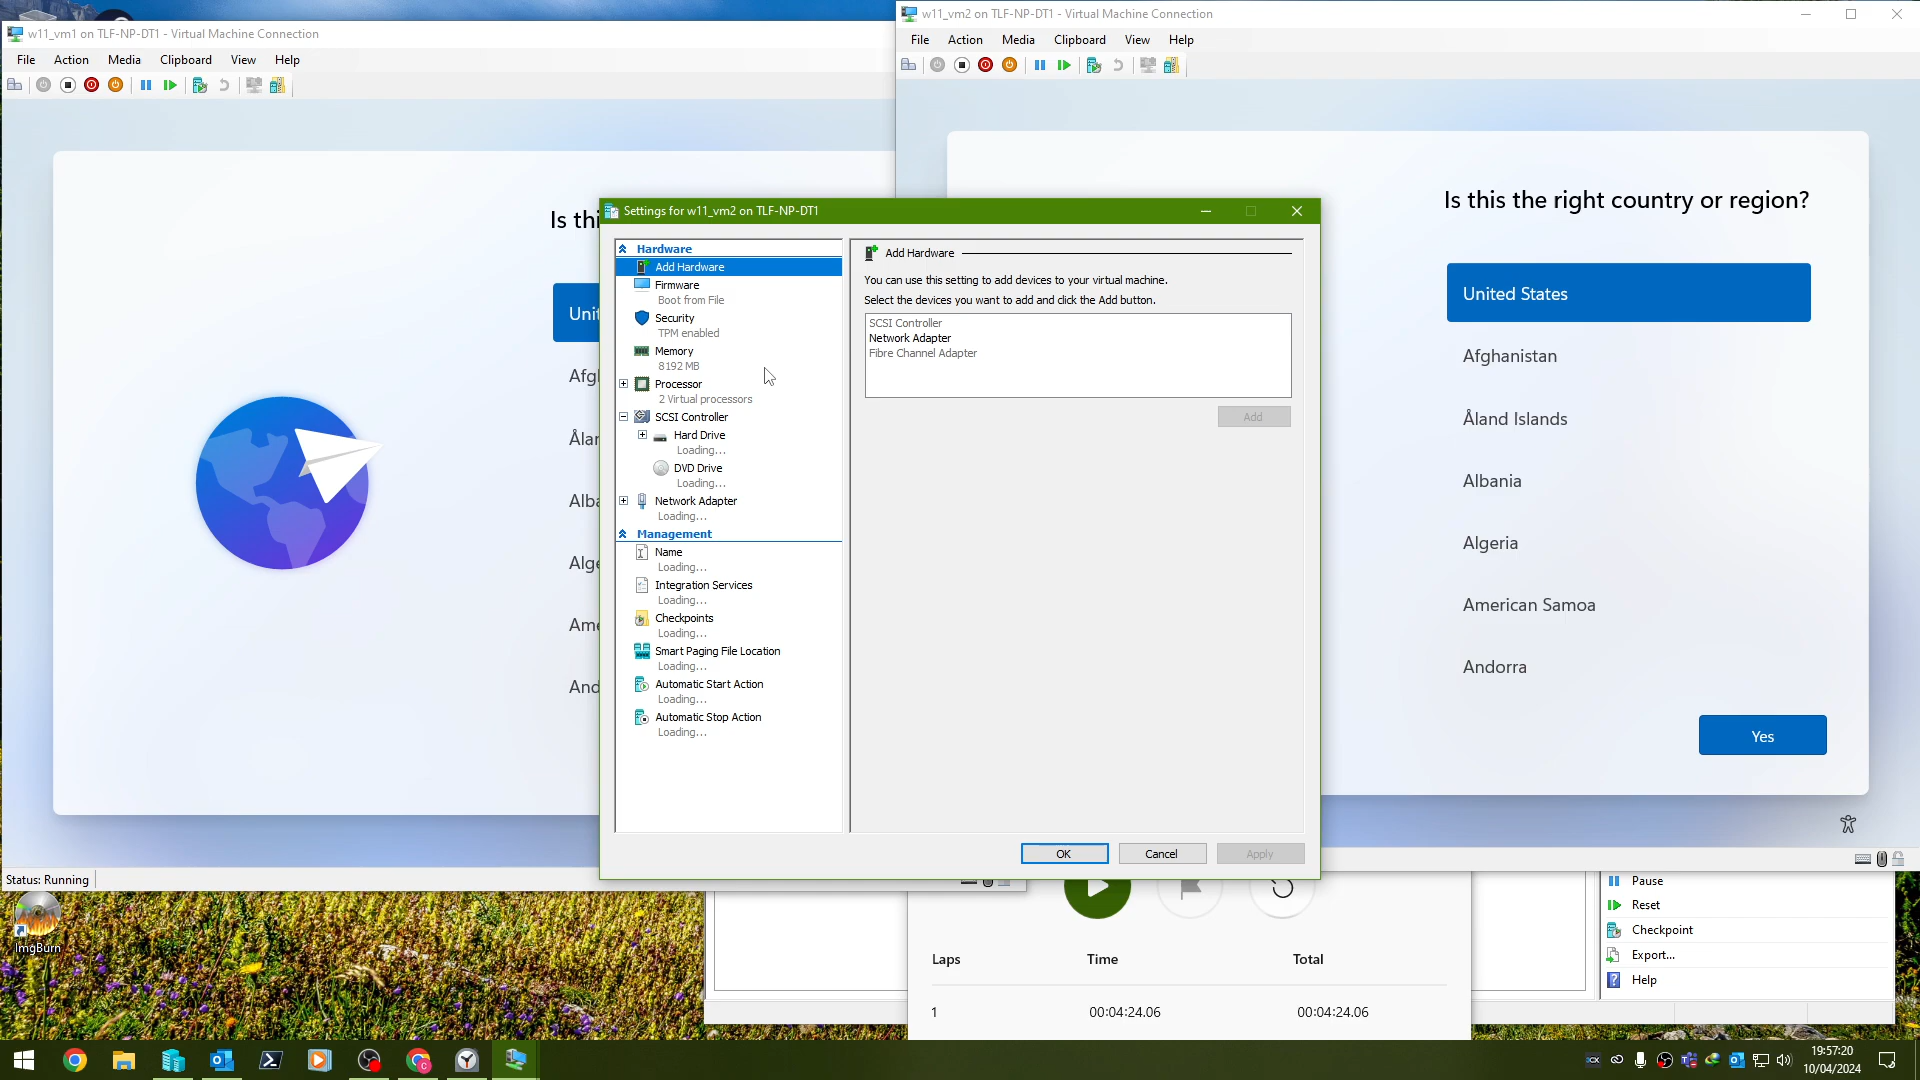 w11_vm1 on TLF-NP-DT1 - Virtual Machine Connection
File Action Media Clipboard View Help
Is thi
Unit
Afg
Ålar
Alba
Alge
Ame
And
Status: Running
ImgBurn
w11_vm2 on TLF-NP-DT1 - Virtual Machine Connection
File Action Media Clipboard View Help
Is this the right country or region?
United States
Afghanistan
Åland Islands
Albania
Algeria
American Samoa
Andorra
Yes
Settings for w11_vm2 on TLF-NP-DT1
Hardware
Add Hardware
Firmware
Boot from File
Security
TPM enabled
Memory
8192 MB
Processor
2 Virtual processors
SCSI Controller
Hard Drive
Loading...
DVD Drive
Loading...
Network Adapter
Loading...
Management
Name
Loading...
Integration Services
Loading...
Checkpoints
Loading...
Smart Paging File Location
Loading...
Automatic Start Action
Loading...
Automatic Stop Action
Loading...
Add Hardware
You can use this setting to add devices to your virtual machine.
Select the devices you want to add and click the Add button.
SCSI Controller
Network Adapter
Fibre Channel Adapter
Add
OK Cancel Apply
Laps Time Total
1 00:04:24.06 00:04:24.06
Pause
Reset
Checkpoint
Export...
Help
19:57:20
10/04/2024